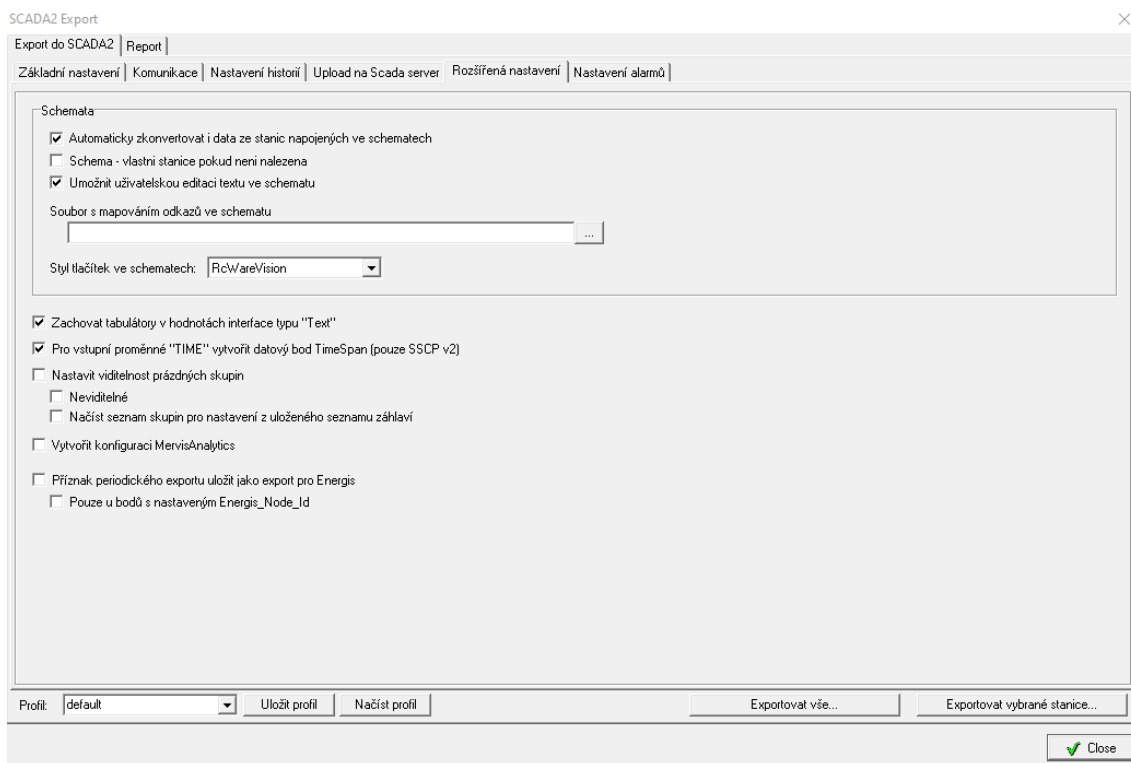 SCADA2 Export
Export do SCADA2
Report
Základní nastavení
Komunikace
Nastavení historií
Upload na Scada server
Rozšířená nastavení
Nastavení alarmů
Schemata
Automaticky zkonvertovat i data ze stanic napojených ve schematech
Schema - vlastni stanice pokud neni nalezena
Umožnit uživatelskou editaci textu ve schematu
Soubor s mapováním odkazů ve schematu
...
Styl tlačítek ve schematech: RcWareVision
Zachovat tabulátory v hodnotách interface typu "Text"
Pro vstupní proměnné "TIME" vytvořit datový bod TimeSpan (pouze SSCP v2)
Nastavit viditelnost prázdných skupin
Neviditelné
Načíst seznam skupin pro nastavení z uloženého seznamu záhlaví
Vytvořit konfiguraci MervisAnalytics
Příznak periodického exportu uložit jako export pro Energis
Pouze u bodů s nastaveným Energis_Node_Id
Profil: default Uložit profil Načíst profil Exportovat vše... Exportovat vybrané stanice...
Close